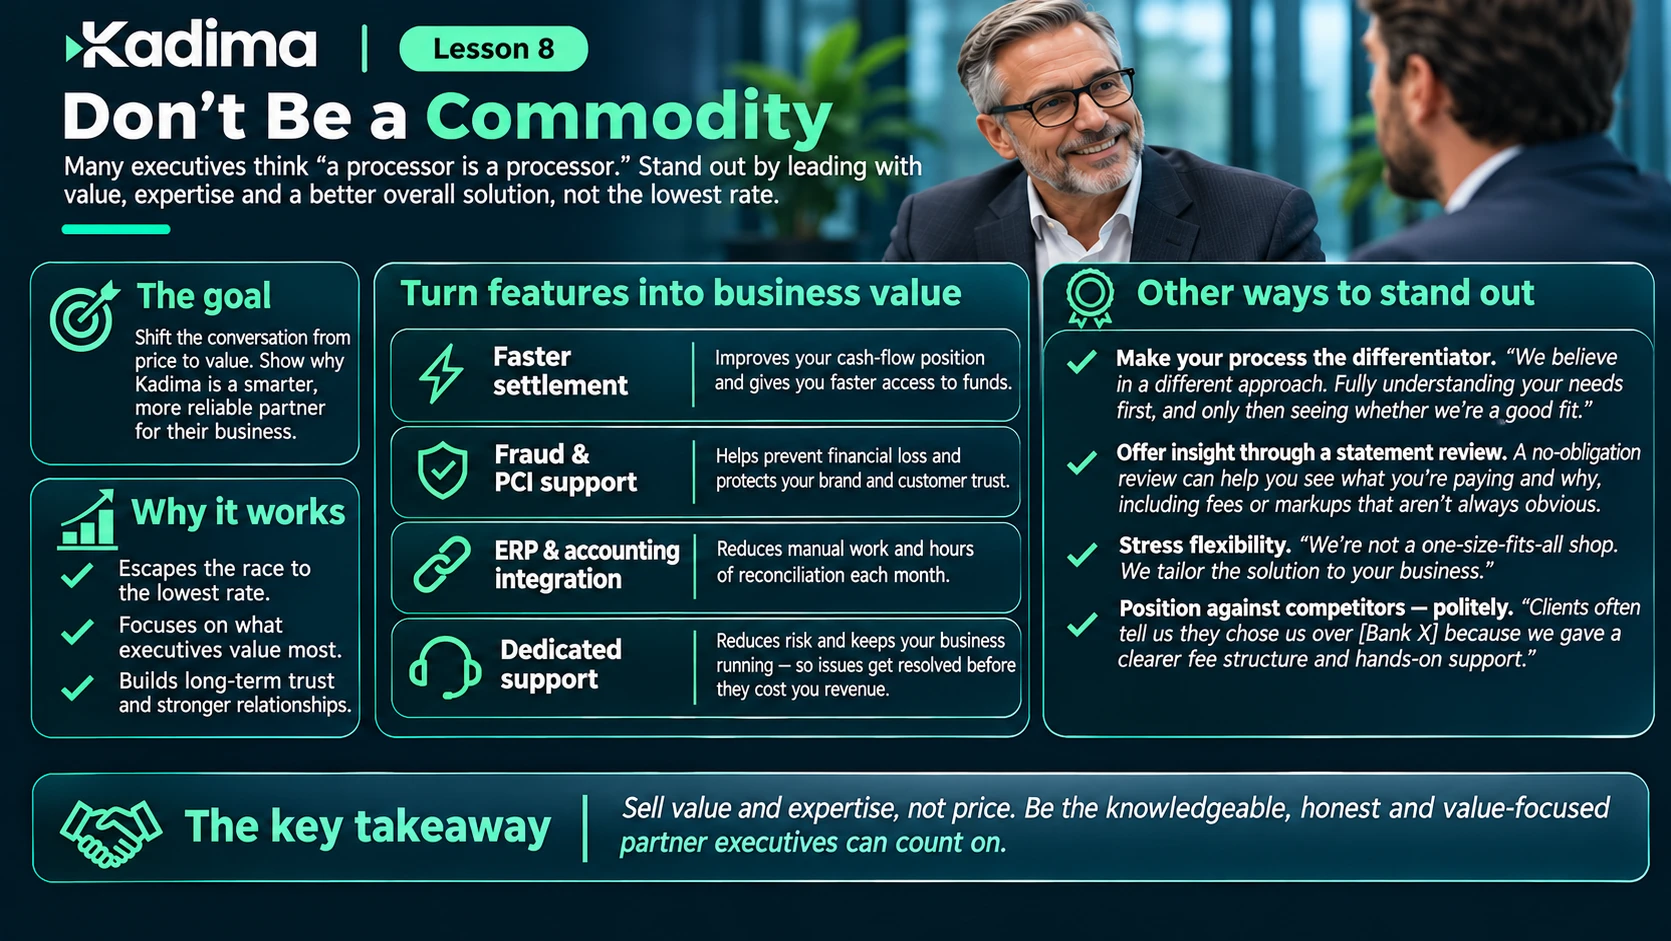 Kadima
Lesson 8
Don't Be a Commodity
Many executives think “a processor is a processor.” Stand out by leading with
value, expertise and a better overall solution, not the lowest rate.
The goal
Shift the conversation from
price to value. Show why
Kadima is a smarter,
more reliable partner
for their business.
Why it works
Escapes the race to
the lowest rate.
Focuses on what
executives value most.
Builds long-term trust
and stronger relationships.
Turn features into business value
Faster
settlement
Improves your cash-flow position
and gives you faster access to funds.
Fraud &
PCI support
Helps prevent financial loss and
protects your brand and customer trust.
ERP & accounting
integration
Reduces manual work and hours
of reconciliation each month.
Dedicated
support
Reduces risk and keeps your business
running – so issues get resolved before
they cost you revenue.
Other ways to stand out
Make your process the differentiator. “We believe
in a different approach. Fully understanding your needs
first, and only then seeing whether we're a good fit.”
Offer insight through a statement review. A no-obligation
review can help you see what you're paying and why,
including fees or markups that aren't always obvious.
Stress flexibility. “We're not a one-size-fits-all shop.
We tailor the solution to your business.”
Position against competitors – politely. “Clients often
tell us they chose us over [Bank X] because we gave a
clearer fee structure and hands-on support.”
The key takeaway
Sell value and expertise, not price. Be the knowledgeable, honest and value-focused
partner executives can count on.